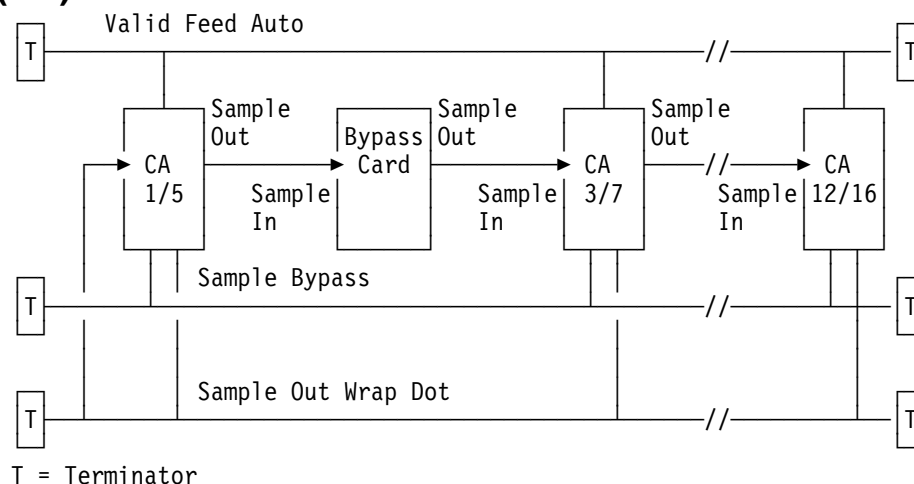 Valid Feed Auto
T
T
//
Sample Out
Sample Out
Sample Out
Bypass Card
CA 1/5
CA 3/7
//
CA 12/16
Sample In
Sample In
Sample In
Sample Bypass
T
T
//
Sample Out Wrap Dot
T
T
//
T = Terminator